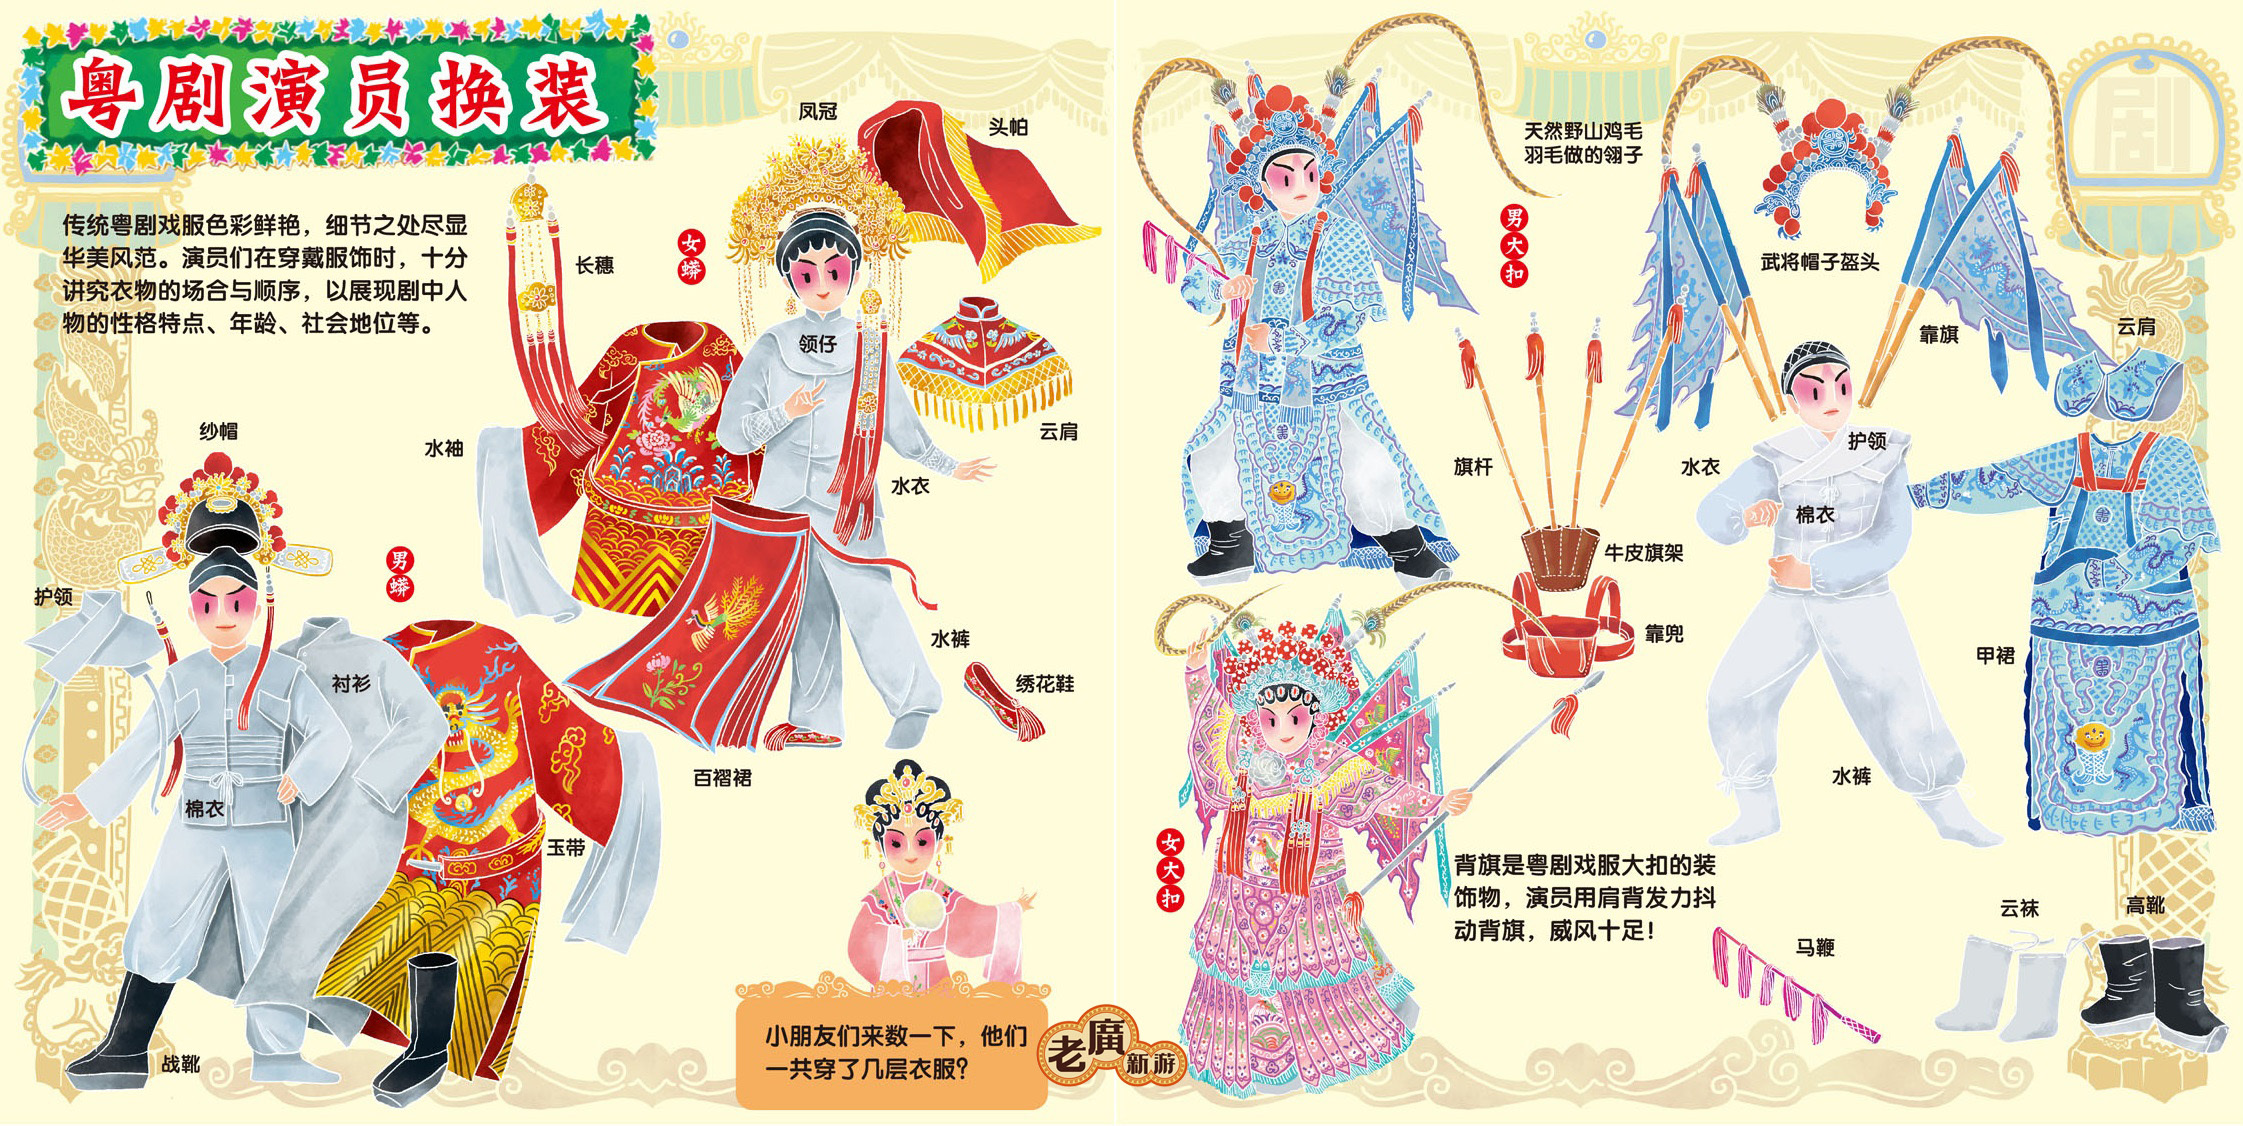 粤剧演员换装
传统粤剧戏服色彩鲜艳，细节之处尽显
华美风范。演员们在穿戴服饰时，十分
讲究衣物的场合与顺序，以展现剧中人
物的性格特点、年龄、社会地位等。
凤冠
头帕
长穗
女蟒
领仔
云肩
水袖
水衣
水裤
绣花鞋
百褶裙
纱帽
男蟒
护领
衬衫
棉衣
玉带
战靴
小朋友们来数一下，他们
一共穿了几层衣服？
老廣新游
天然野山鸡毛
羽毛做的翎子
男大扣
武将帽子盔头
剧
靠旗
云肩
旗杆
水衣
护领
棉衣
牛皮旗架
靠兜
甲裙
水裤
女大扣
背旗是粤剧戏服大扣的装
饰物，演员用肩背发力抖
动背旗，威风十足！
马鞭
云袜
高靴